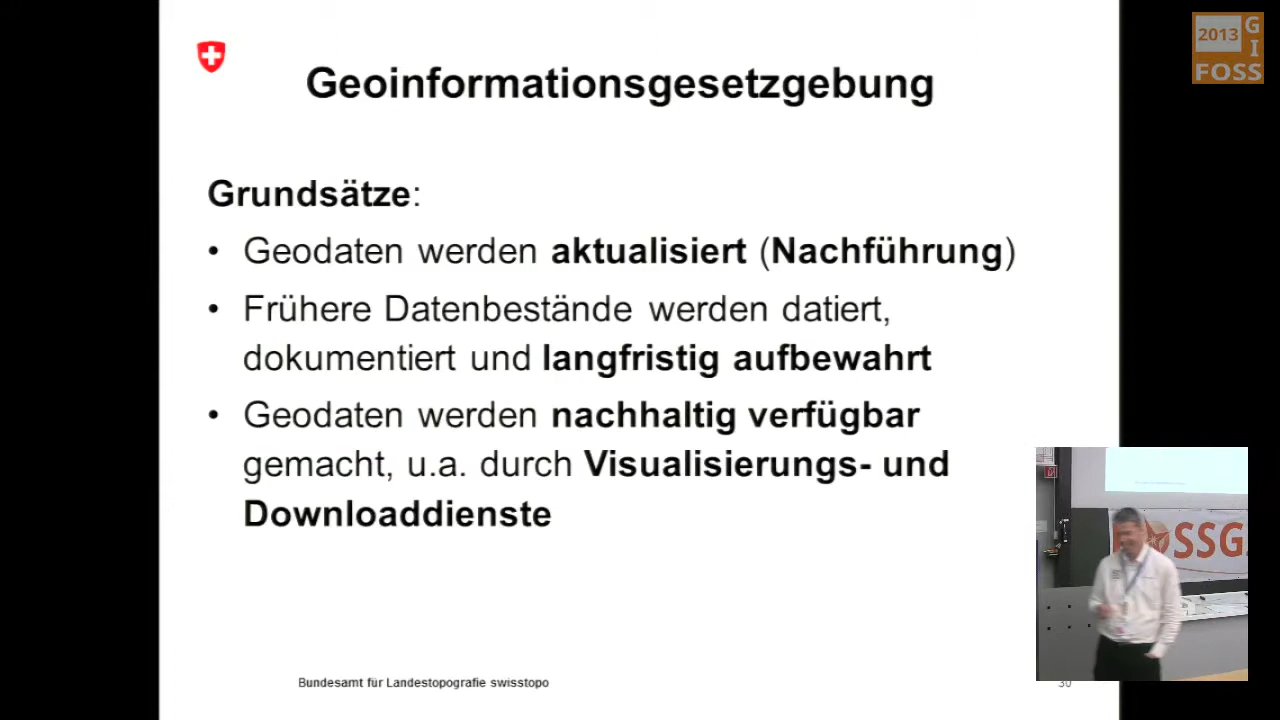 2013
G
I
FOSS
Geoinformationsgesetzgebung
Grundsätze:
• Geodaten werden aktualisiert (Nachführung)
• Frühere Datenbestände werden datiert,
dokumentiert und langfristig aufbewahrt
• Geodaten werden nachhaltig verfügbar
gemacht, u.a. durch Visualisierungs- und
Downloaddienste
OSSG
Bundesamt für Landestopografie swisstopo
30